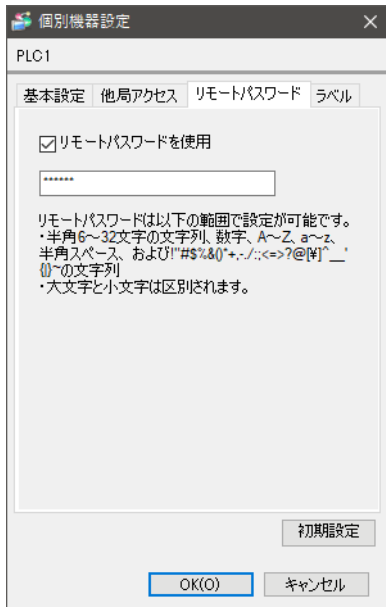 個別機器設定
PLC1
基本設定 他局アクセス リモートパスワード ラベル
リモートパスワードを使用
******
リモートパスワードは以下の範囲で設定が可能です。
・半角6～32文字の文字列、数字、A～Z、a～z、
半角スペース、および!"#$%&()*+,-./:;<=>?@[¥]^__'
{|}~の文字列
・大文字と小文字は区別されます。
初期設定
OK(O) キャンセル